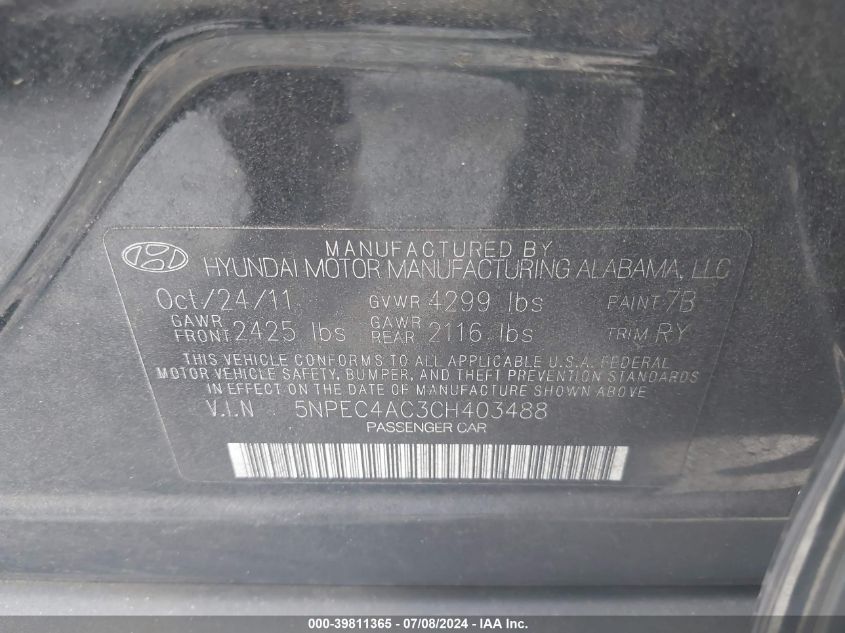 MANUFACTURED BY
HYUNDAI MOTOR MANUFACTURING ALABAMA, LLC
Oct/24/11 GVWR 4299 lbs PAINT 7B
GAWR FRONT 2425 lbs GAWR REAR 2116 lbs TRIM RY
THIS VEHICLE CONFORMS TO ALL APPLICABLE U.S.A. FEDERAL
MOTOR VEHICLE SAFETY, BUMPER, AND THEFT PREVENTION STANDARDS
IN EFFECT ON THE DATE OF MANUFACTURE SHOWN ABOVE
V.I.N 5NPEC4AC3CH403488
PASSENGER CAR
000-39811365 / 07/08/2024 - IAA Inc.